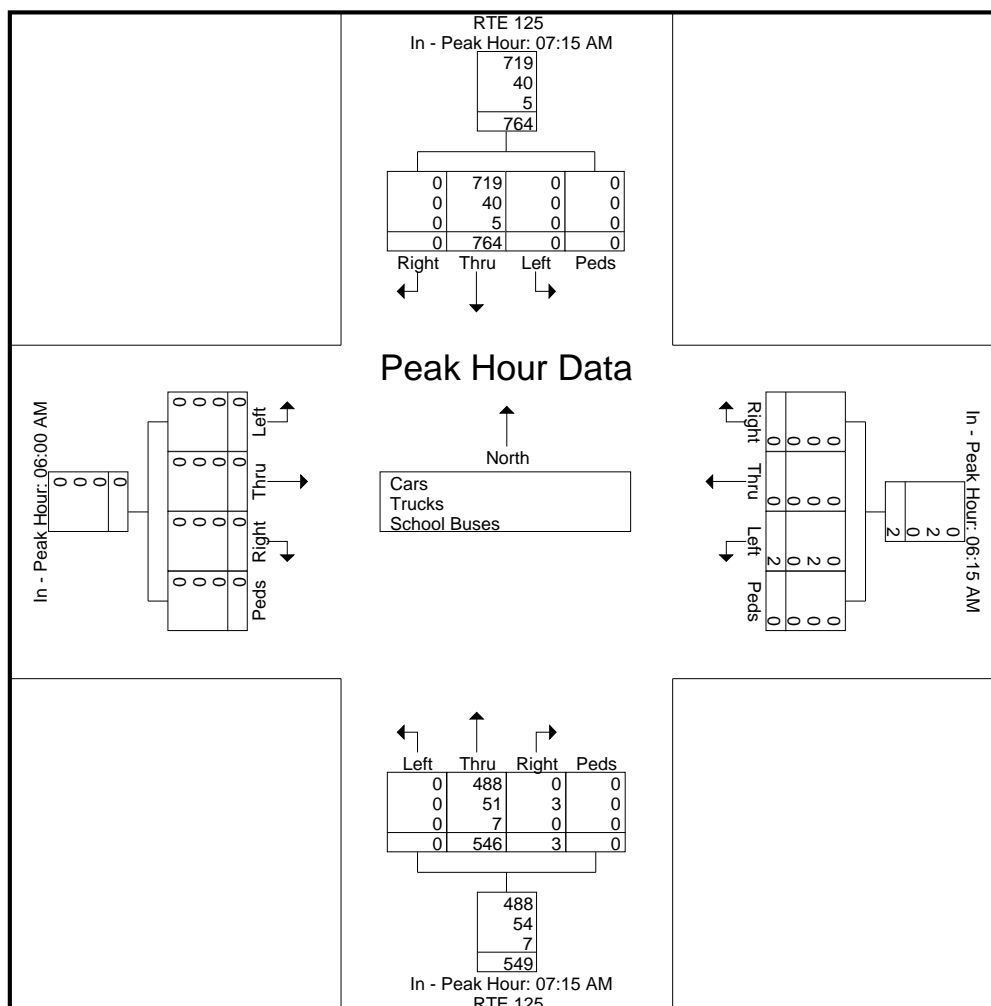 RTE 125
In - Peak Hour: 07:15 AM
719
40
5
764
0 719 0 0
0 40 0 0
0 5 0 0
0 764 0 0
Right Thru Left Peds
Peak Hour Data
North
Cars
Trucks
School Buses
In - Peak Hour: 06:00 AM
0
0
0
0
Left 0 0 0 0
Thru 0 0 0 0
Right 0 0 0 0
Peds 0 0 0 0
Right 0 0 0 0
Thru 0 0 0 0
Left 0 2 0 2
Peds 0 0 0 0
0
2
0
2
In - Peak Hour: 06:15 AM
Left Thru Right Peds
0 488 0 0
0 51 3 0
0 7 0 0
0 546 3 0
488
54
7
549
In - Peak Hour: 07:15 AM
RTE 125